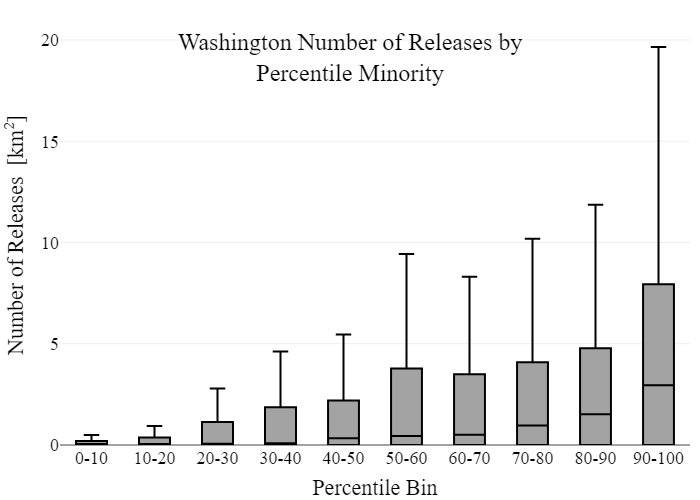 Washington Number of Releases by
Percentile Minority
Number of Releases [km²]
20
15
10
5
0
0-10 10-20 20-30 30-40 40-50 50-60 60-70 70-80 80-90 90-100
Percentile Bin